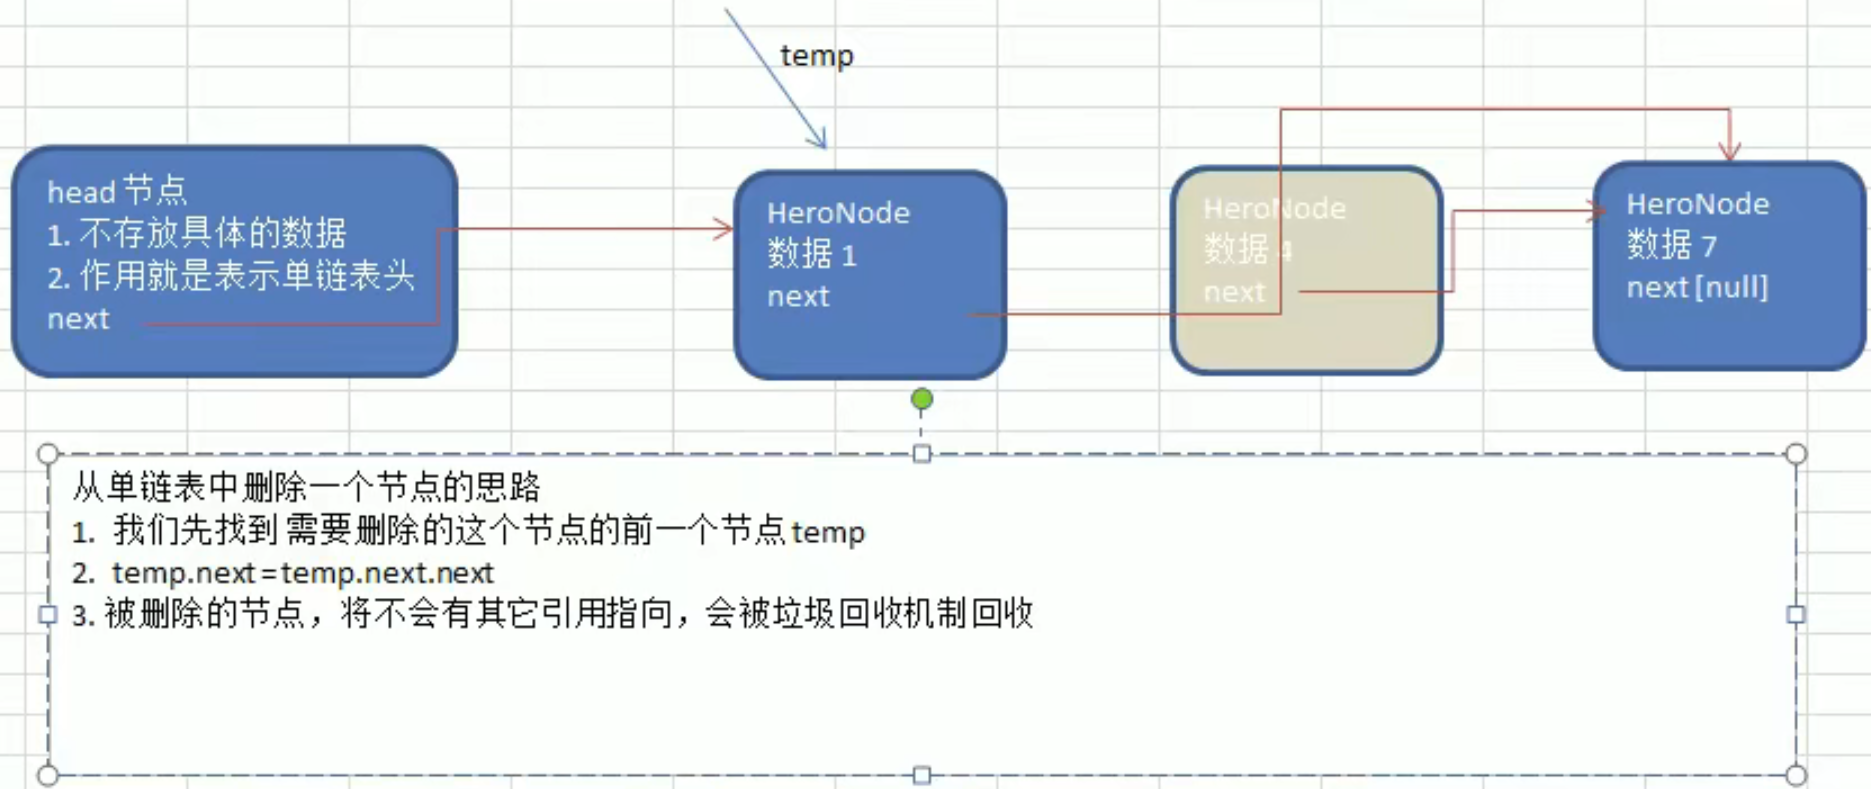 temp
head 节点
1. 不存放具体的数据
2. 作用就是表示单链表头
next
HeroNode
数据 1
next
HeroNode
数据 4
next
HeroNode
数据 7
next [null]
从单链表中删除一个节点的思路
1. 我们先找到 需要删除的这个节点的前一个节点 temp
2. temp.next = temp.next.next
3. 被删除的节点，将不会有其它引用指向，会被垃圾回收机制回收